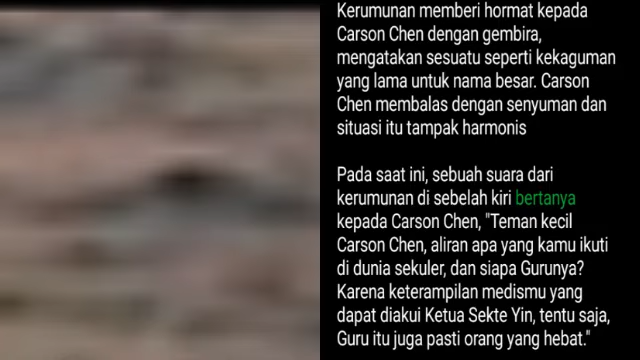 Kerumunan memberi hormat kepada
Carson Chen dengan gembira,
mengatakan sesuatu seperti kekaguman
yang lama untuk nama besar. Carson
Chen membalas dengan senyuman dan
situasi itu tampak harmonis
Pada saat ini, sebuah suara dari
kerumunan di sebelah kiri bertanya
kepada Carson Chen, "Teman kecil
Carson Chen, aliran apa yang kamu ikuti
di dunia sekuler, dan siapa Gurunya?
Karena keterampilan medismu yang
dapat diakui Ketua Sekte Yin, tentu saja,
Guru itu juga pasti orang yang hebat."